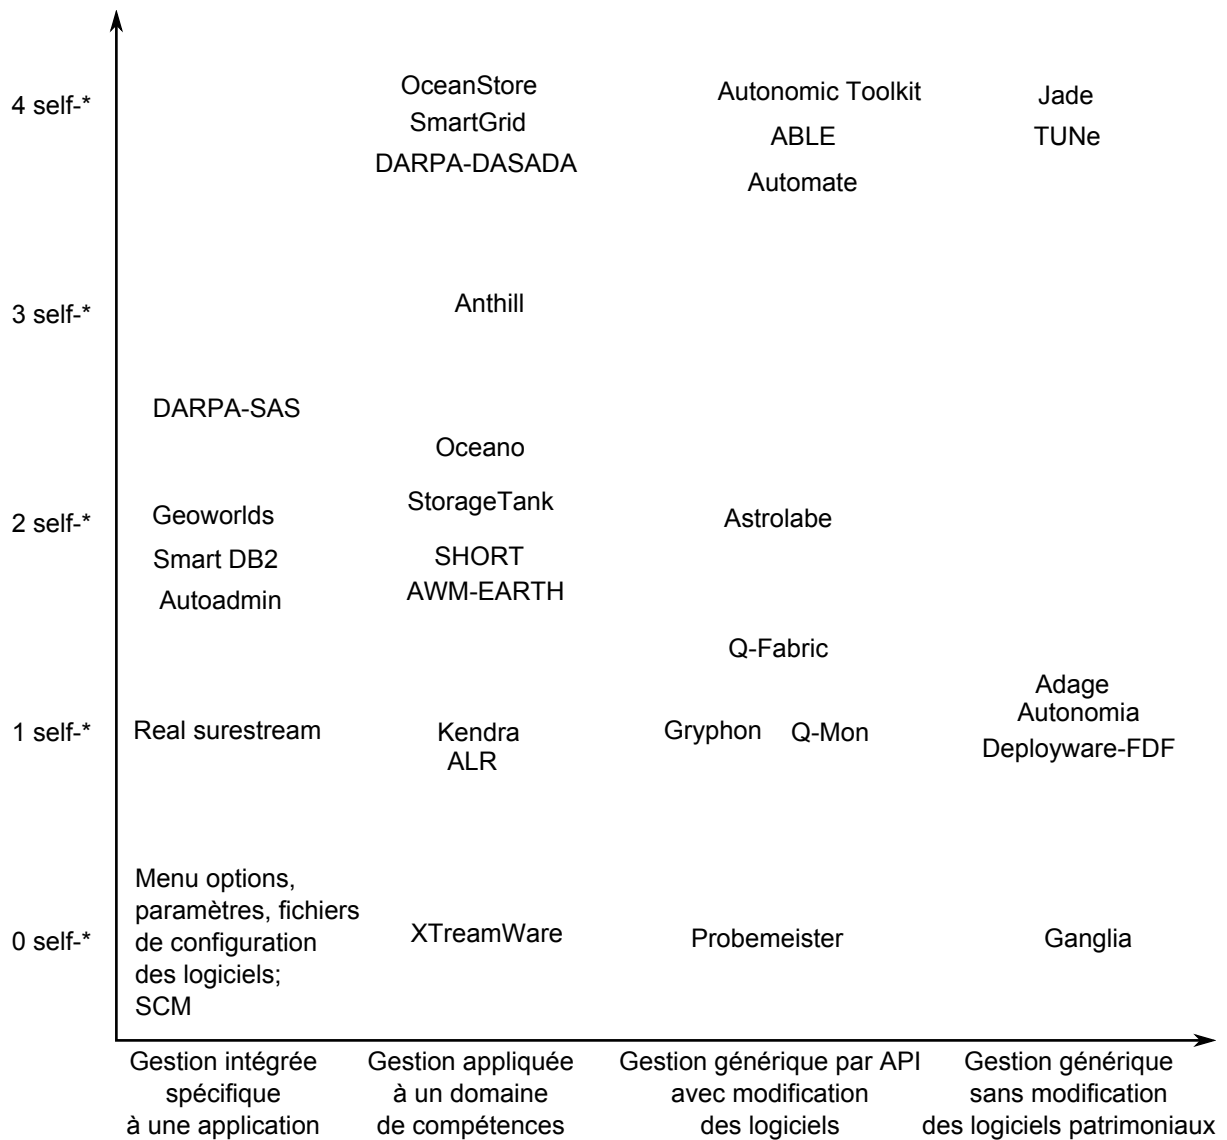 4 self-*
OceanStore
SmartGrid
DARPA-DASADA
Autonomic Toolkit
ABLE
Automate
Jade
TUNe
3 self-*
Anthill
DARPA-SAS
Oceano
2 self-*
Geoworlds
Smart DB2
Autoadmin
StorageTank
SHORT
AWM-EARTH
Astrolabe
Q-Fabric
1 self-*
Real surestream
Kendra
ALR
Gryphon
Q-Mon
Adage
Autonomia
Deployware-FDF
0 self-*
Menu options,
paramètres, fichiers
de configuration
des logiciels;
SCM
XTreamWare
Probemeister
Ganglia
Gestion intégrée
spécifique
à une application
Gestion appliquée
à un domaine
de compétences
Gestion générique par API
avec modification
des logiciels
Gestion générique
sans modification
des logiciels patrimoniaux